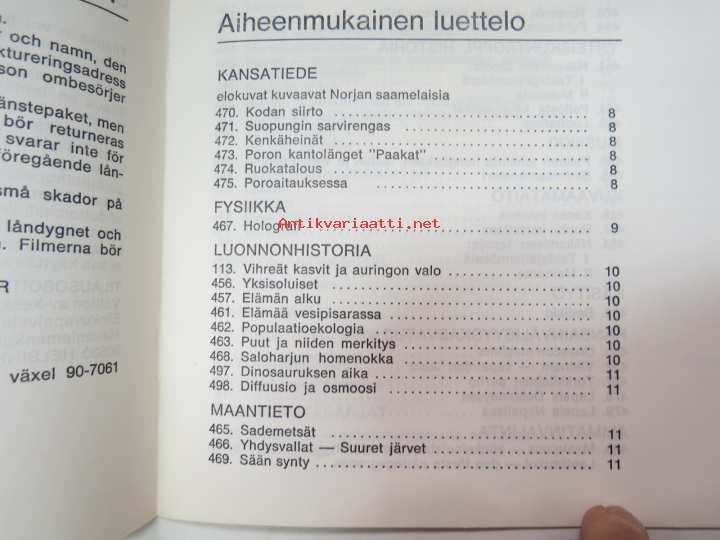 och namn, den
ktureringsadress
son ombesörjer
änstepaket, men
bör returneras
svarar inte för
föregående lån-
små skador på
låndygnet och
Filmerna bör
växel 90-7061
Aiheenmukainen luettelo
KANSATIEDE
elokuvat kuvaavat Norjan saamelaisia
470. Kodan siirto 8
471. Suopungin sarvirengas 8
472. Kenkäheinät 8
473. Poron kantolänget "Paakat" 8
474. Ruokatalous 8
475. Poroaitauksessa 8
FYSIIKKA
467. Holografi 9
Antikvariaatti.net
LUONNONHISTORIA
113. Vihreät kasvit ja auringon valo 10
456. Yksisoluiset 10
457. Elämän alku 10
461. Elämää vesipisarassa 10
462. Populaatioekologia 10
463. Puut ja niiden merkitys 10
468. Saloharjun homenokka 10
497. Dinosauruksen aika 11
498. Diffuusio ja osmoosi 11
MAANTIETO
465. Sademetsät 11
466. Yhdysvallat — Suuret järvet 11
469. Sään synty 11